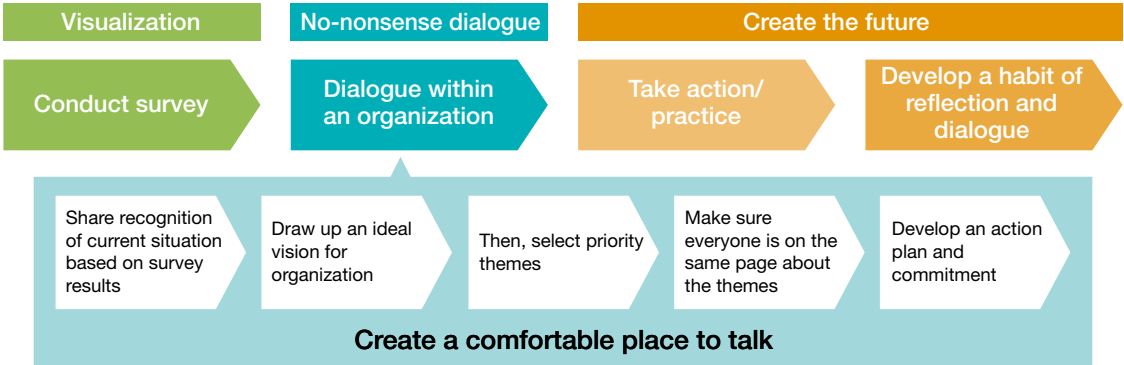 Visualization
No-nonsense dialogue
Create the future
Conduct survey
Dialogue within
an organization
Take action/
practice
Develop a habit of
reflection and
dialogue
Share recognition
of current situation
based on survey
results
Draw up an ideal
vision for
organization
Then, select priority
themes
Make sure
everyone is on the
same page about
the themes
Develop an action
plan and
commitment
Create a comfortable place to talk